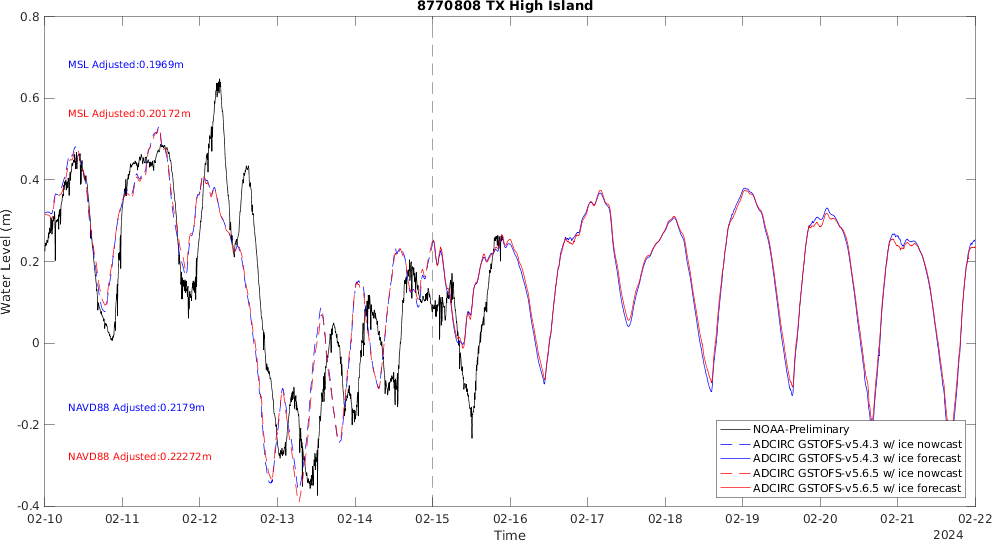 8770808 TX High Island
0.8
0.6
0.4
0.2
0
-0.2
-0.4
Water Level (m)
MSL Adjusted:0.1969m
MSL Adjusted:0.20172m
NAVD88 Adjusted:0.2179m
NAVD88 Adjusted:0.22272m
NOAA-Preliminary
ADCIRC GSTOFS-v5.4.3 w/ ice nowcast
ADCIRC GSTOFS-v5.4.3 w/ ice forecast
ADCIRC GSTOFS-v5.6.5 w/ ice nowcast
ADCIRC GSTOFS-v5.6.5 w/ ice forecast
02-10 02-11 02-12 02-13 02-14 02-15 02-16 02-17 02-18 02-19 02-20 02-21 02-22
Time
2024